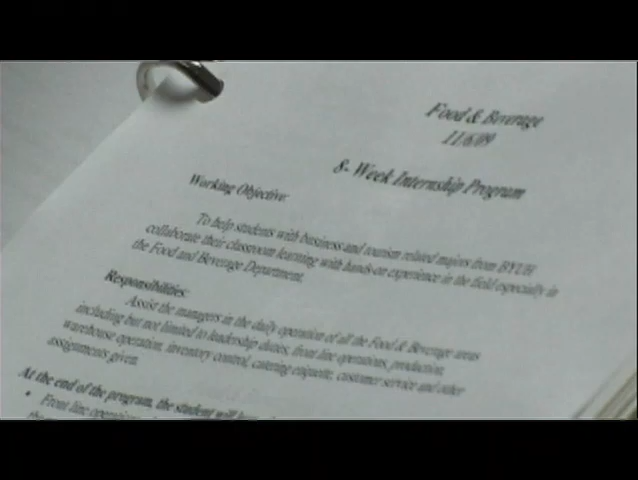 Food & Beverage
11/6/09
8- Week Internship Program
Working Objective:
To help students with business and tourism related majors from BYUH
collaborate their classroom learning with hands-on experience in the field especially in
the Food and Beverage Department.
Responsibilities:
Assist the managers in the daily operation of all the Food & Beverage areas
including but not limited to leadership duties, front line operations, production,
warehouse operation, inventory control, catering etiquette, customer service and other
assignments given.
At the end of the program, the student will
• Front line